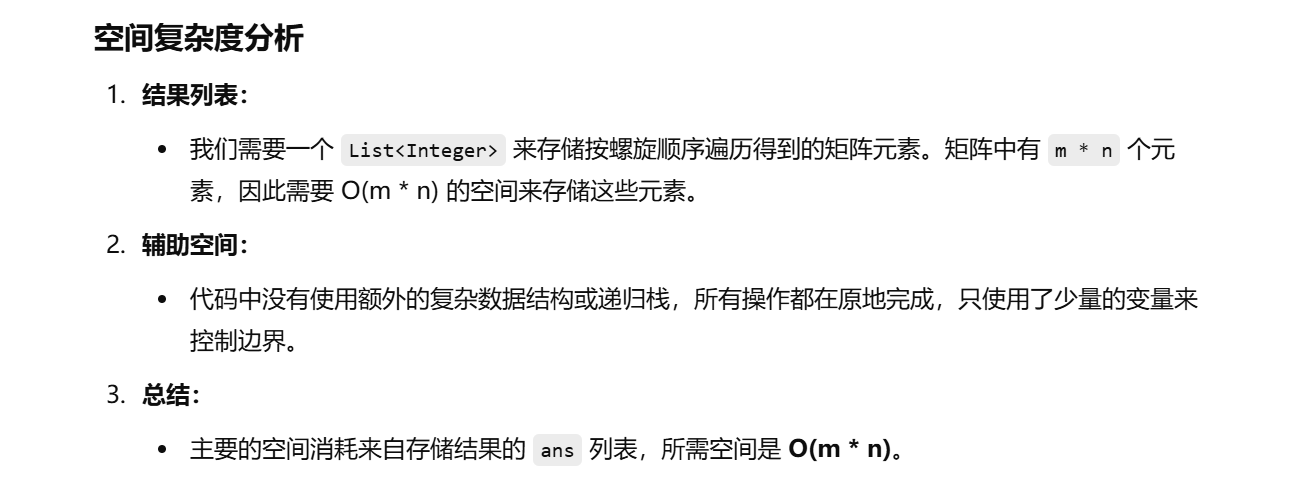 空间复杂度分析
1. 结果列表：
• 我们需要一个 List<Integer> 来存储按螺旋顺序遍历得到的矩阵元素。矩阵中有 m * n 个元
素，因此需要 O(m * n) 的空间来存储这些元素。
2. 辅助空间：
• 代码中没有使用额外的复杂数据结构或递归栈，所有操作都在原地完成，只使用了少量的变量来
控制边界。
3. 总结：
• 主要的空间消耗来自存储结果的 ans 列表，所需空间是 O(m * n)。